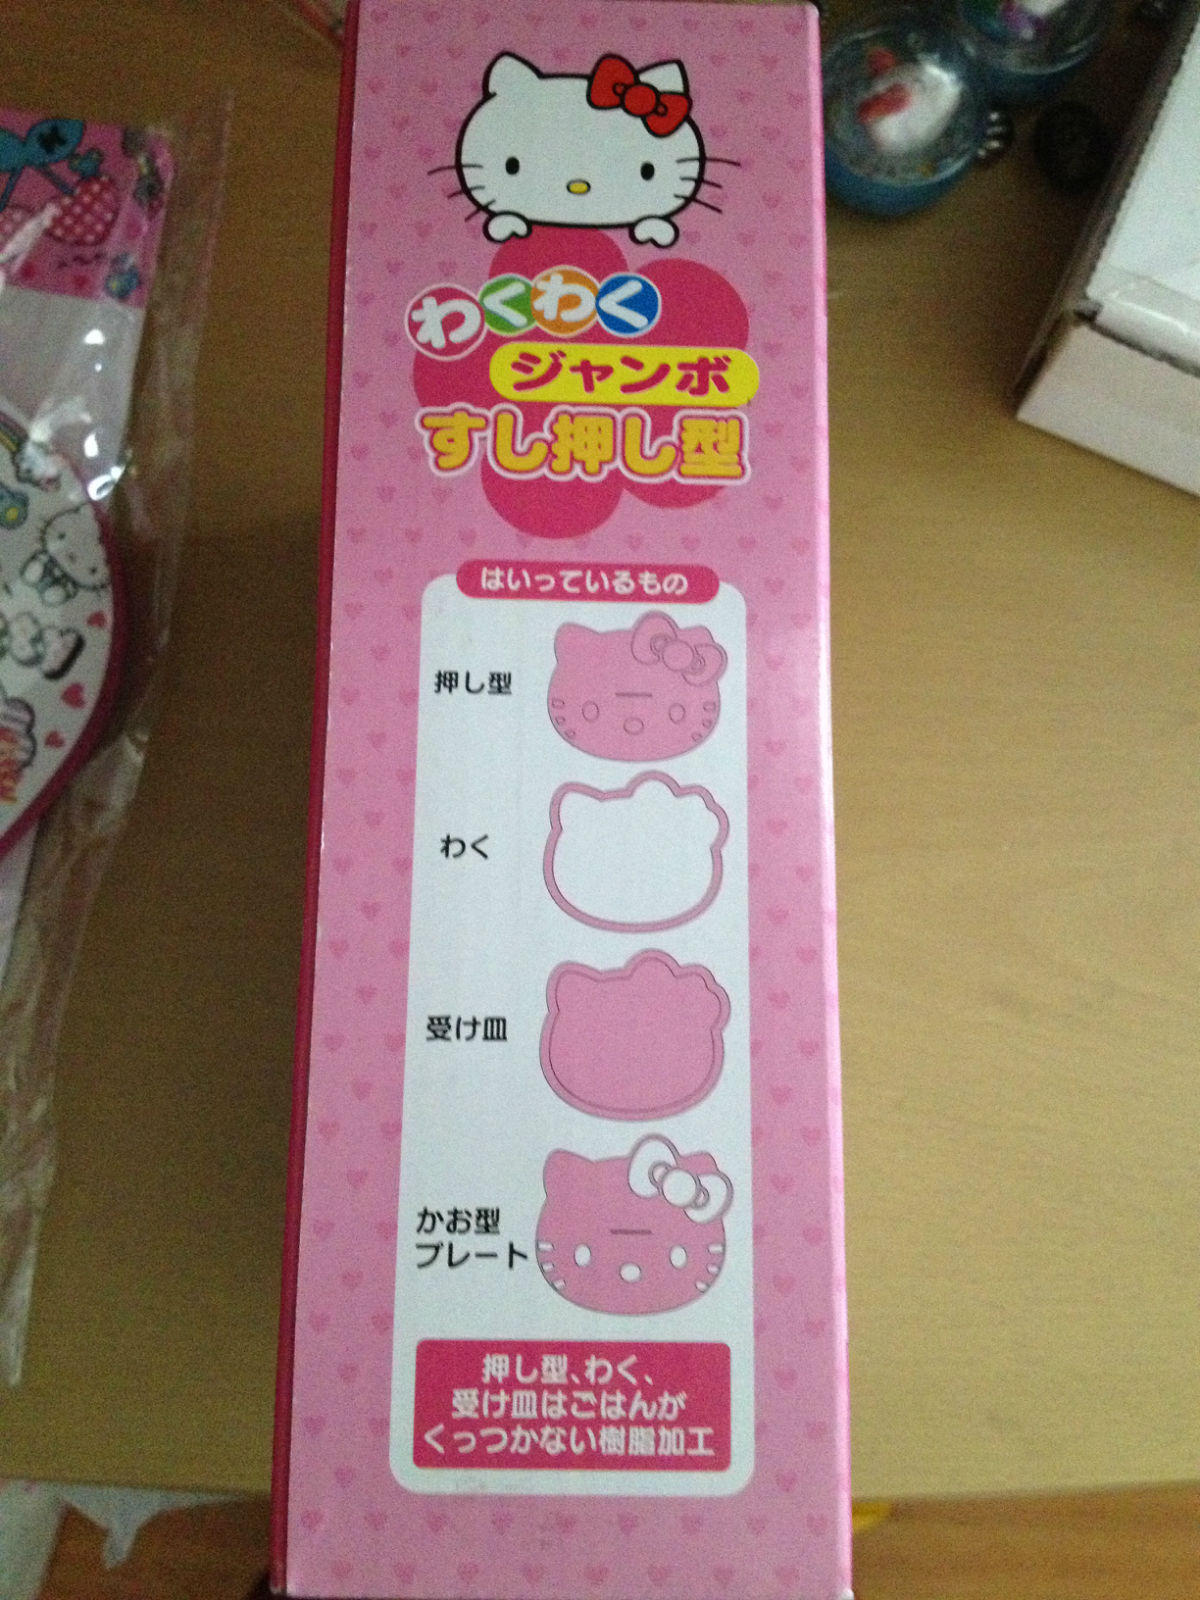 わくわく
ジャンボ
すし押し型
はいっているもの
押し型
わく
受け皿
かお型
プレート
押し型、わく、
受け皿はごはんが
くっつかない樹脂加工